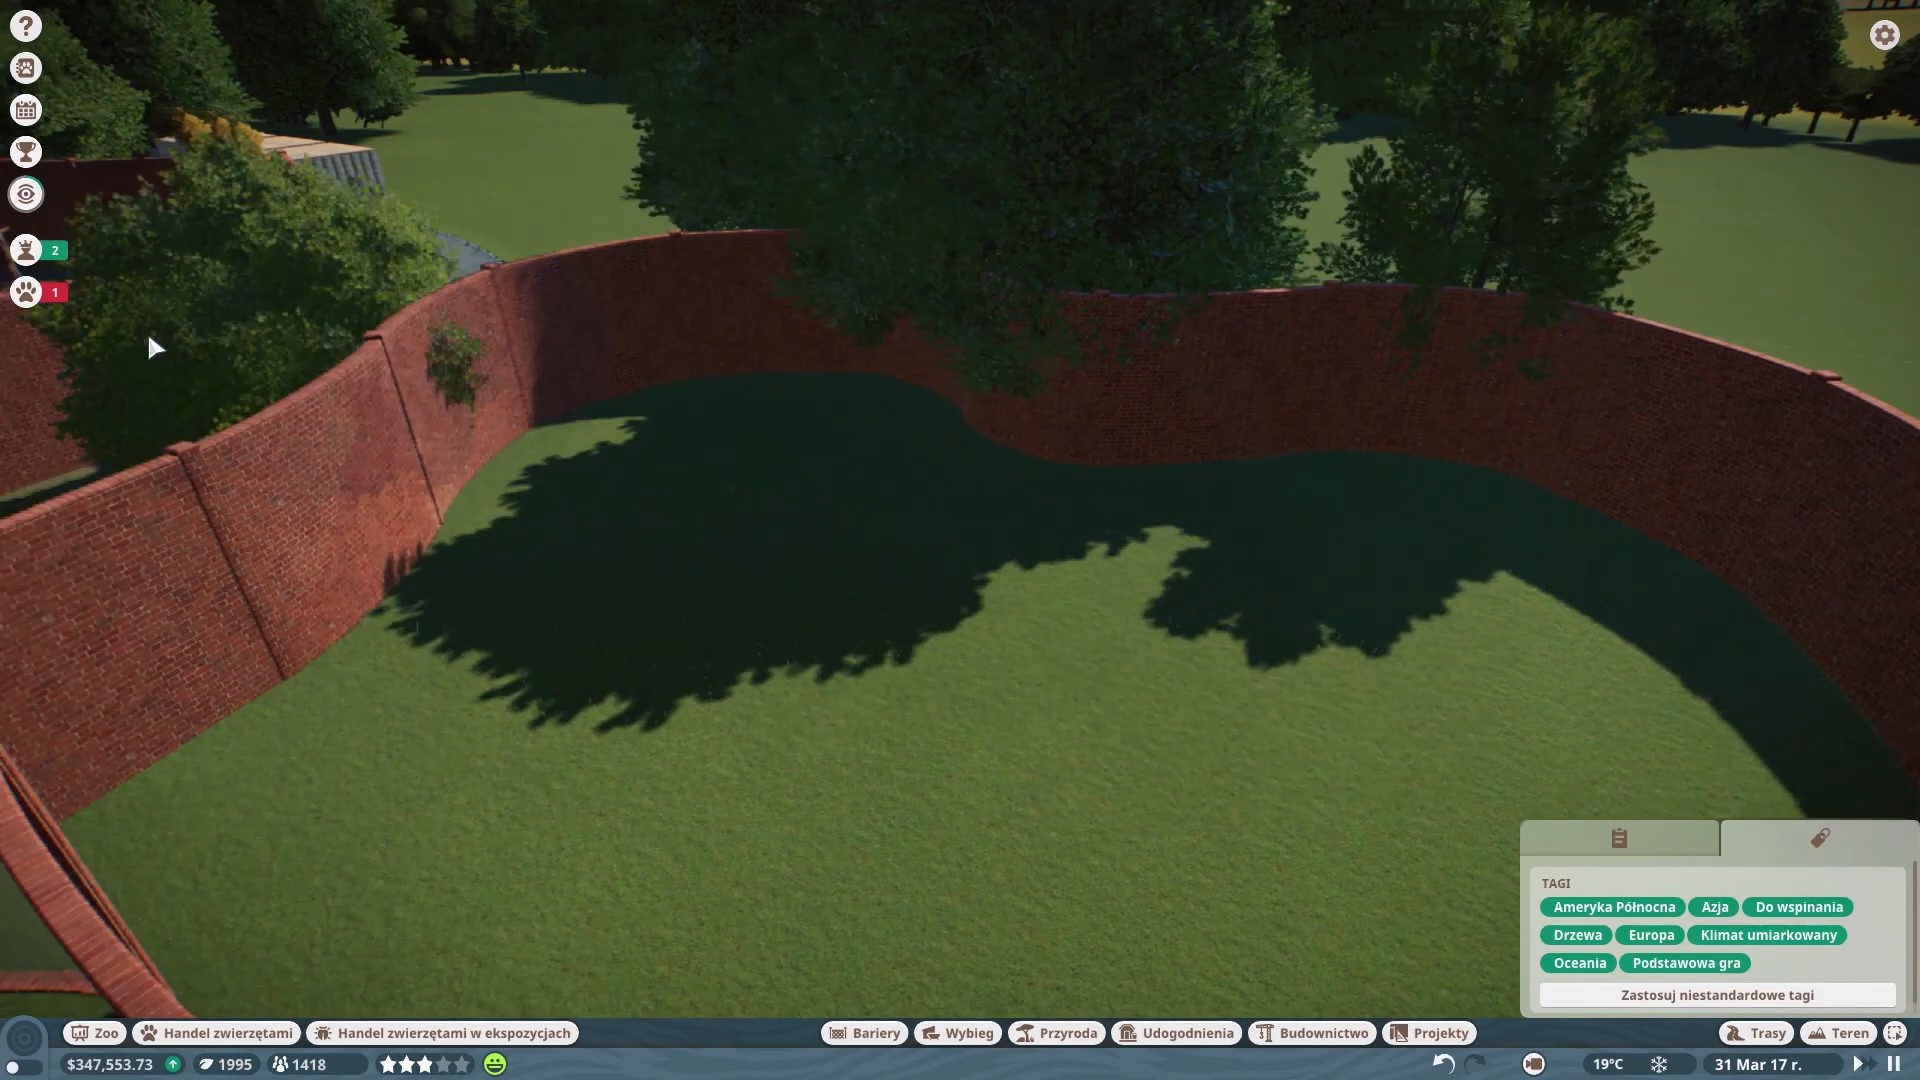 ?
2
1
TAGI
Ameryka Północna Azja Do wspinania
Drzewa Europa Klimat umiarkowany
Oceania Podstawowa gra
Zastosuj niestandardowe tagi
Zoo Handel zwierzętami Handel zwierzętami w ekspozycjach Bariery Wybieg Przyroda Udogodnienia Budownictwo Projekty Trasy Teren
$347,553.73 1995 1418 19°C 31 Mar 17 r.